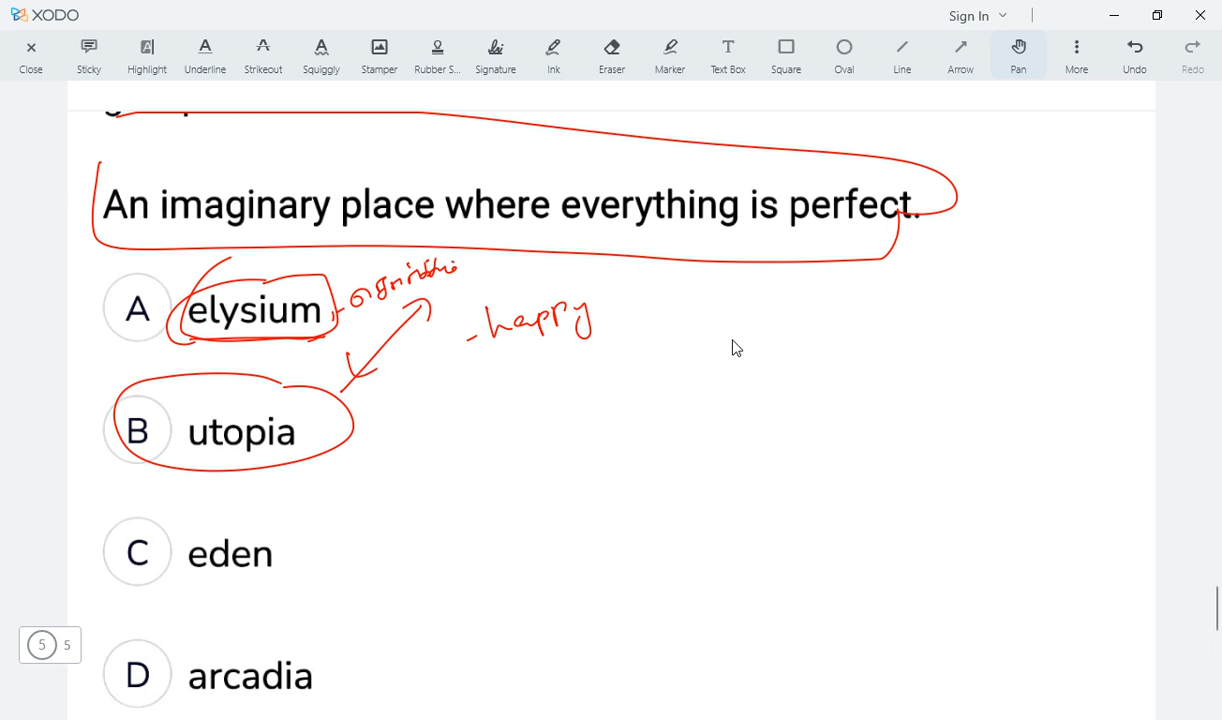 XODO
Sign In
Close Sticky Highlight Underline Strikeout Squiggly Stamper Rubber S... Signature Ink Eraser Marker Text Box Square Oval Line Arrow Pan More Undo Redo
An imaginary place where everything is perfect.
A elysium
- happy
B utopia
C eden
5 5
D arcadia